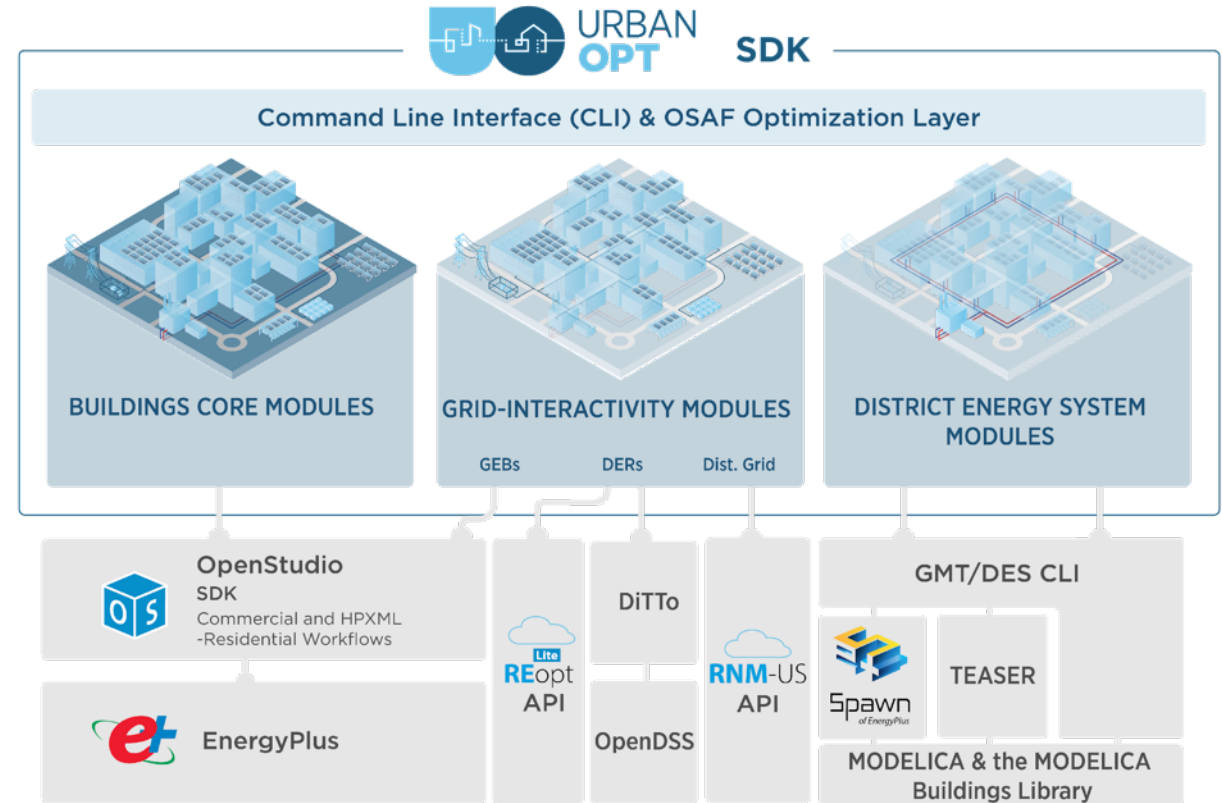 URBAN
OPT
SDK
Command Line Interface (CLI) & OSAF Optimization Layer
BUILDINGS CORE MODULES
GRID-INTERACTIVITY MODULES
GEBs
DERs
Dist. Grid
DISTRICT ENERGY SYSTEM
MODULES
OS
OpenStudio
SDK
Commercial and HPXML
-Residential Workflows
e+
EnergyPlus
Lite
REopt
API
DiTTo
OpenDSS
RNM-US
API
GMT/DES CLI
Spawn
of EnergyPlus
TEASER
MODELICA & the MODELICA
Buildings Library